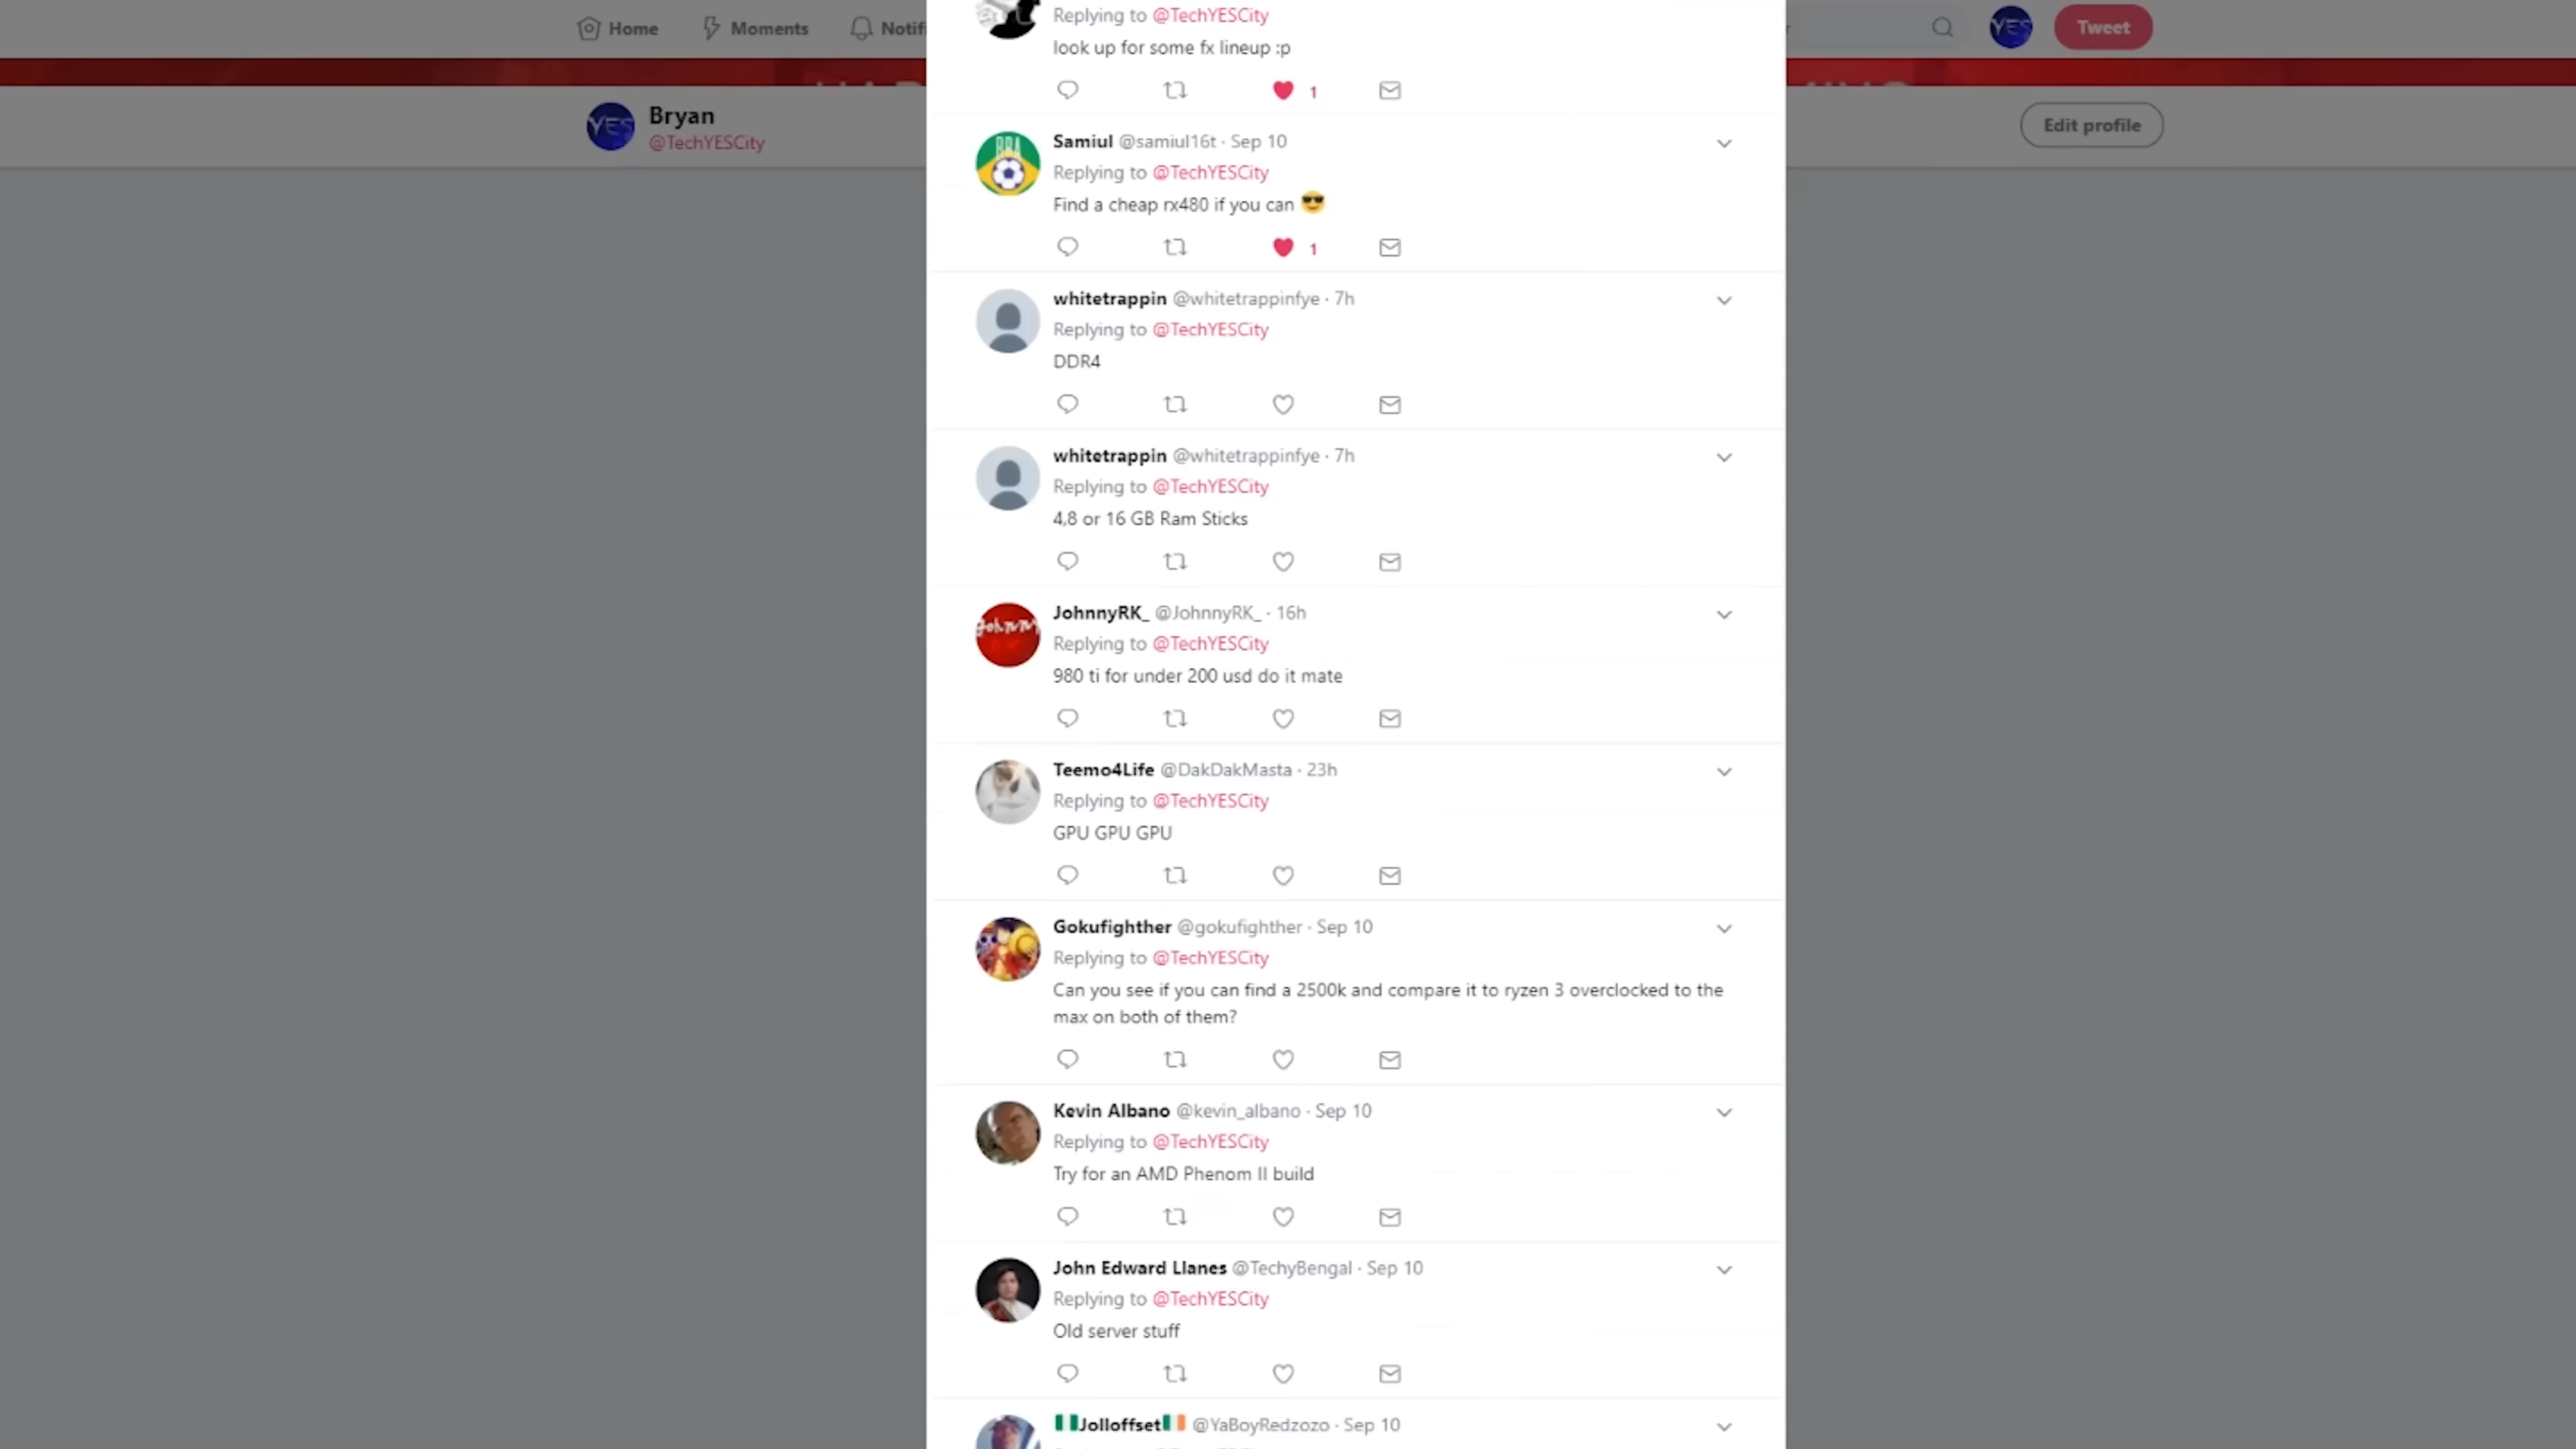 Home
Moments
Notifi
Tweet
YES
Bryan
@TechYESCity
Edit profile
Replying to @TechYESCity
look up for some fx lineup :p
1
Samiul @samiul16t · Sep 10
Replying to @TechYESCity
Find a cheap rx480 if you can 😎
1
whitetrappin @whitetrappinfye · 7h
Replying to @TechYESCity
DDR4
whitetrappin @whitetrappinfye · 7h
Replying to @TechYESCity
4,8 or 16 GB Ram Sticks
JohnnyRK_ @JohnnyRK_ · 16h
Replying to @TechYESCity
980 ti for under 200 usd do it mate
Teemo4Life @DakDakMasta · 23h
Replying to @TechYESCity
GPU GPU GPU
Gokufighther @gokufighther · Sep 10
Replying to @TechYESCity
Can you see if you can find a 2500k and compare it to ryzen 3 overclocked to the
max on both of them?
Kevin Albano @kevin_albano · Sep 10
Replying to @TechYESCity
Try for an AMD Phenom II build
John Edward Llanes @TechyBengal · Sep 10
Replying to @TechYESCity
Old server stuff
🇳🇬Jolloffset🇮🇪 @YaBoyRedzozo · Sep 10